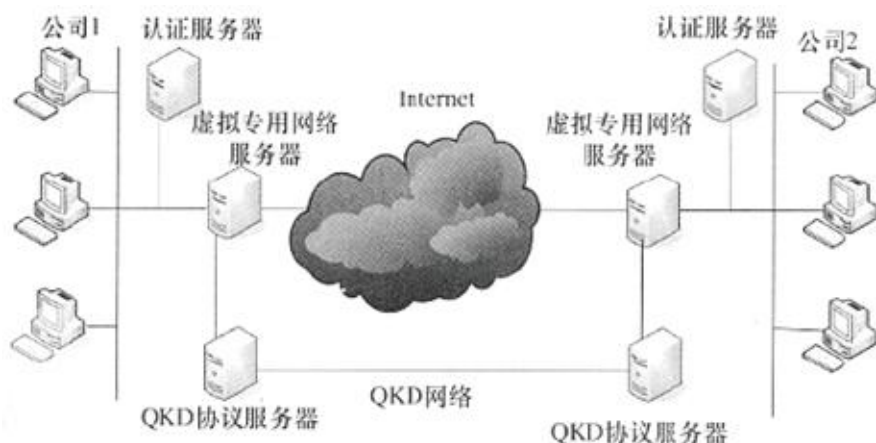 公司1
认证服务器
认证服务器
公司2
Internet
虚拟专用网络
服务器
虚拟专用网络
服务器
QKD协议服务器
QKD网络
QKD协议服务器